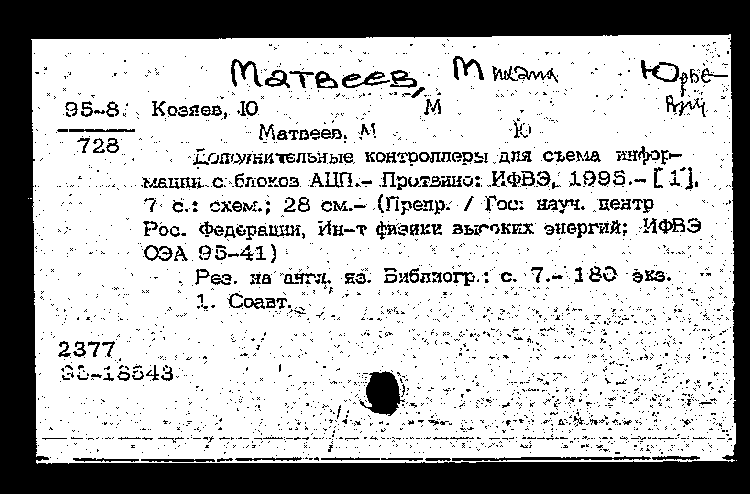 Матвеев, М Юрье-
95-8 Козяев, Ю М вич
728 Матвеев, М Ю
Дополнительные контроллеры для съема инфор-
мации с блоков АЦП.- Протвино: ИФВЭ, 1995.- [1],
7 с.: схем.; 28 см.- (Препр. / Гос. науч. центр
Рос. Федерации, Ин-т физики высоких энергий; ИФВЭ
ОЭА 95-41)
Рез. на англ. яз. Библиогр.: с. 7.- 180 экз.
1. Соавт.
2377
95-18543